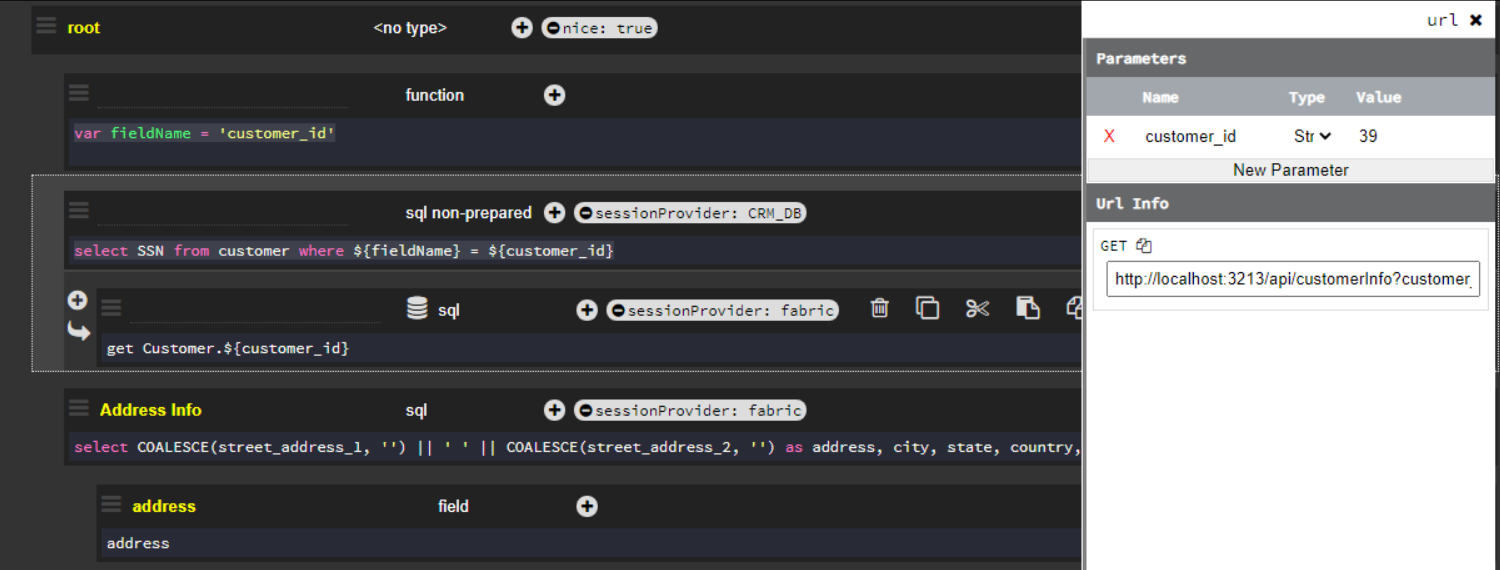 root <no type> nice: true
function
var fieldName = 'customer_id'
sql non-prepared sessionProvider: CRM_DB
select SSN from customer where ${fieldName} = ${customer_id}
sql sessionProvider: fabric
get Customer.${customer_id}
Address Info sql sessionProvider: fabric
select COALESCE(street_address_1, '') || ' ' || COALESCE(street_address_2, '') as address, city, state, country,
address field
address
url ×
Parameters
Name Type Value
X customer_id Str 39
New Parameter
Url Info
GET
http://localhost:3213/api/customerInfo?customer_